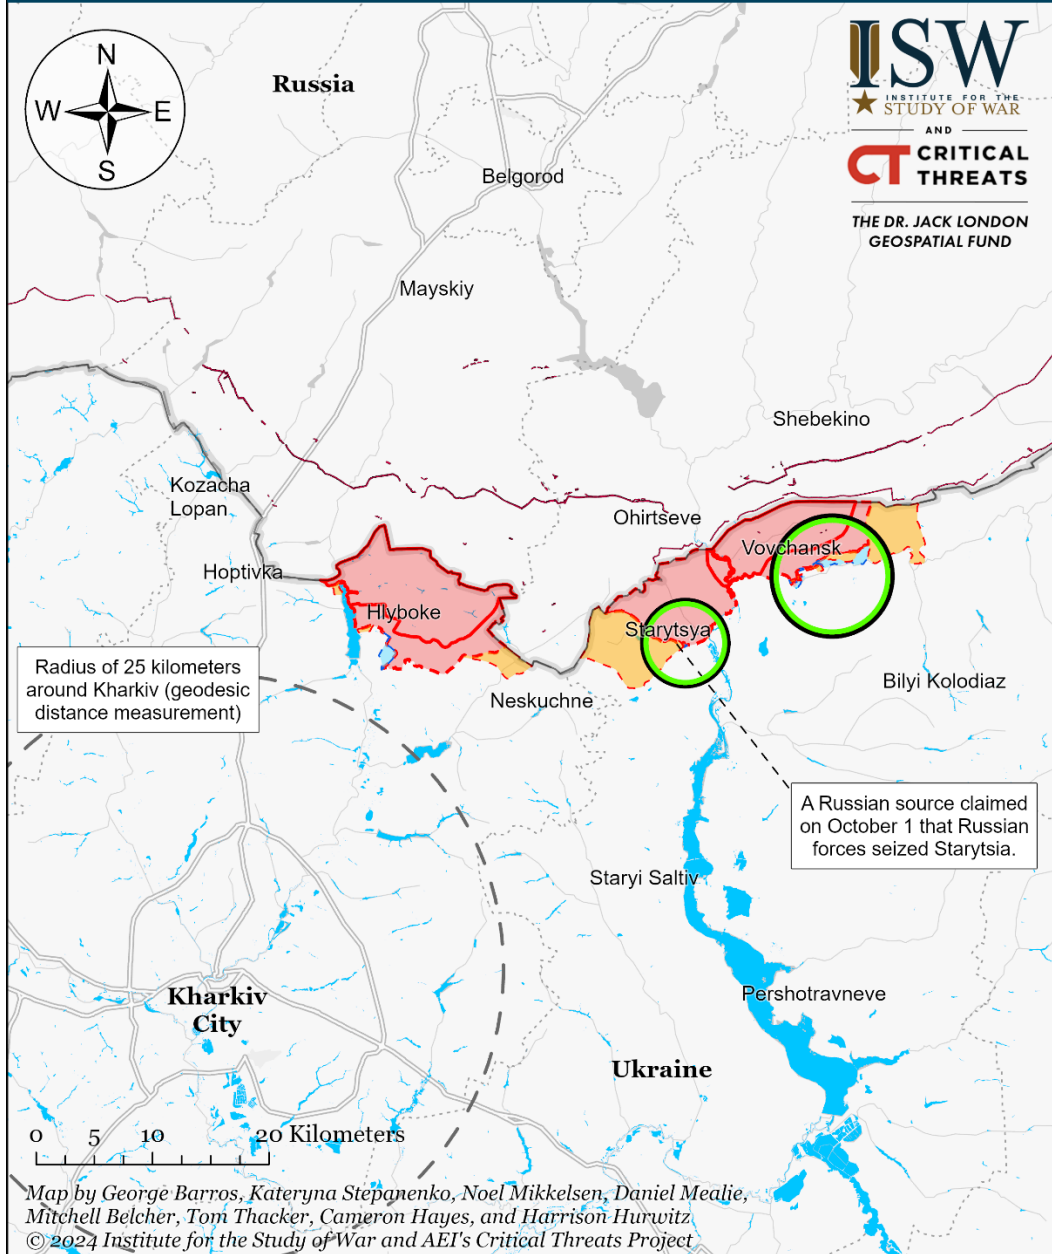 N
W
E
S
Russia
ISW
INSTITUTE FOR THE
STUDY OF WAR
AND
CT CRITICAL
THREATS
THE DR. JACK LONDON
GEOSPATIAL FUND
Belgorod
Mayskiy
Shebekino
Kozacha
Lopan
Ohirtseve
Vovchansk
Hoptivka
Hlyboke
Starytsya
Radius of 25 kilometers
around Kharkiv (geodesic
distance measurement)
Neskuchne
Bilyi Kolodiaz
A Russian source claimed
on October 1 that Russian
forces seized Starytsia.
Staryi Saltiv
Kharkiv
City
Pershotravneve
Ukraine
0 5 10 20 Kilometers
Map by George Barros, Kateryna Stepanenko, Noel Mikkelsen, Daniel Mealie,
Mitchell Belcher, Tom Thacker, Cameron Hayes, and Harrison Hurwitz
© 2024 Institute for the Study of War and AEI's Critical Threats Project